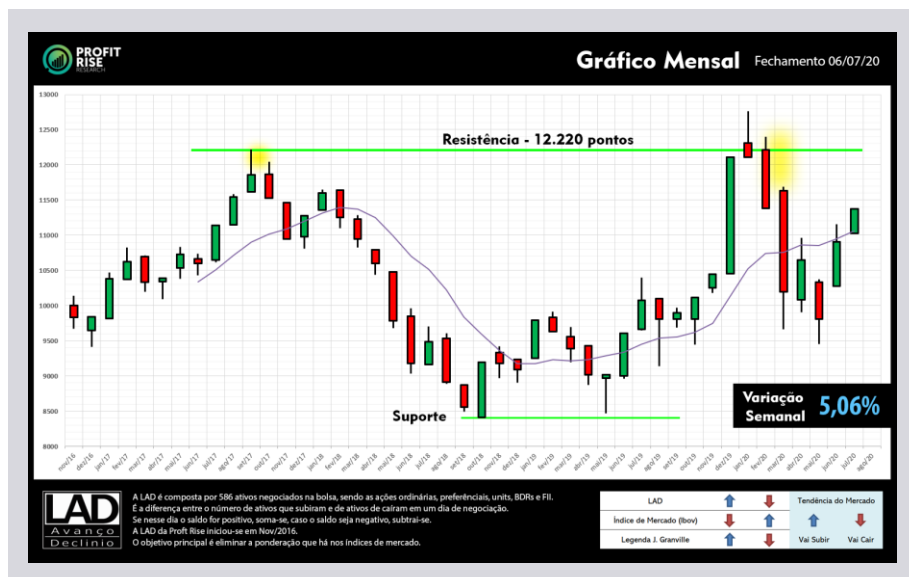 PROFIT
RISE
RESEARCH
Gráfico Mensal Fechamento 06/07/20
13000
12500
12000
11500
11000
10500
10000
9500
9000
8500
8000
Resistência - 12.220 pontos
Suporte
Variação
Semanal
5,06%
nov/16 dez/16 jan/17 fev/17 mar/17 abr/17 mai/17 jun/17 jul/17 ago/17 set/17 out/17 nov/17 dez/17 jan/18 fev/18 mar/18 abr/18 mai/18 jun/18 jul/18 ago/18 set/18 out/18 nov/18 dez/18 jan/19 fev/19 mar/19 abr/19 mai/19 jun/19 jul/19 ago/19 set/19 out/19 nov/19 dez/19 jan/20 fev/20 mar/20 abr/20 mai/20 jun/20 jul/20 ago/20
LAD
Avanço
Declinio
A LAD é composta por 586 ativos negociados na bolsa, sendo as ações ordinárias, preferênciais, units, BDRs e FII.
É a diferença entre o número de ativos que subiram e de ativos de caíram em um dia de negociação.
Se nesse dia o saldo for positivo, soma-se, caso o saldo seja negativo, subtrai-se.
A LAD da Proft Rise iniciou-se em Nov/2016.
O objetivo principal é eliminar a ponderação que há nos índices de mercado.
LAD
Tendência do Mercado
Índice de Mercado (Ibov)
Legenda J. Granville
Vai Subir
Vai Cair